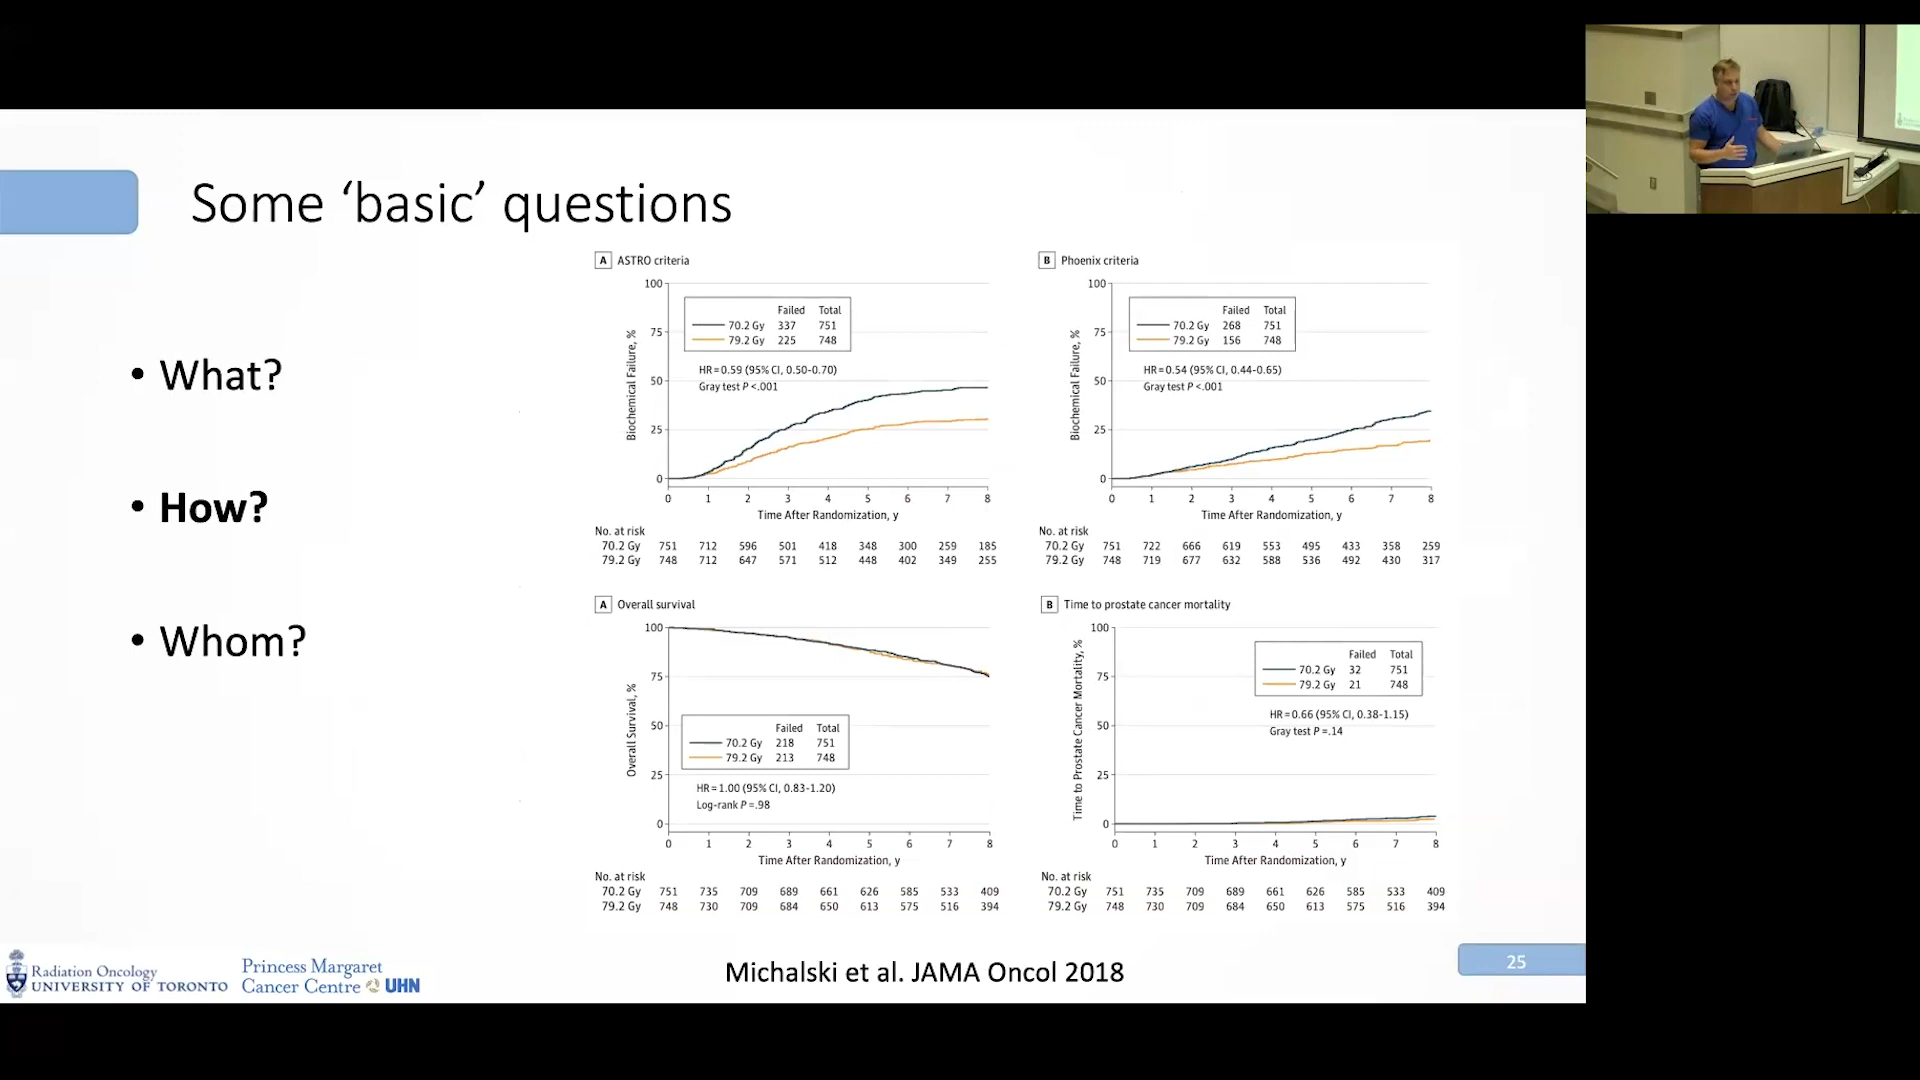 Some ‘basic’ questions
• What?
• How?
• Whom?
A ASTRO criteria
Biochemical Failure, %
100
75
50
25
0
Failed Total
70.2 Gy 337 751
79.2 Gy 225 748
HR = 0.59 (95% CI, 0.50-0.70)
Gray test P <.001
0 1 2 3 4 5 6 7 8
Time After Randomization, y
No. at risk
70.2 Gy 751 712 596 501 418 348 300 259 185
79.2 Gy 748 712 647 571 512 448 402 349 255
B Phoenix criteria
Biochemical Failure, %
100
75
50
25
0
Failed Total
70.2 Gy 268 751
79.2 Gy 156 748
HR = 0.54 (95% CI, 0.44-0.65)
Gray test P <.001
0 1 2 3 4 5 6 7 8
Time After Randomization, y
No. at risk
70.2 Gy 751 722 666 619 553 495 433 358 259
79.2 Gy 748 719 677 632 588 536 492 430 317
A Overall survival
Overall Survival, %
100
75
50
25
0
Failed Total
70.2 Gy 218 751
79.2 Gy 213 748
HR = 1.00 (95% CI, 0.83-1.20)
Log-rank P =.98
0 1 2 3 4 5 6 7 8
Time After Randomization, y
No. at risk
70.2 Gy 751 735 709 689 661 626 585 533 409
79.2 Gy 748 730 709 684 650 613 575 516 394
B Time to prostate cancer mortality
Time to Prostate Cancer Mortality, %
100
75
50
25
0
Failed Total
70.2 Gy 32 751
79.2 Gy 21 748
HR = 0.66 (95% CI, 0.38-1.15)
Gray test P =.14
0 1 2 3 4 5 6 7 8
Time After Randomization, y
No. at risk
70.2 Gy 751 735 709 689 661 626 585 533 409
79.2 Gy 748 730 709 684 650 613 575 516 394
Radiation Oncology
UNIVERSITY OF TORONTO
Princess Margaret
Cancer Centre UHN
Michalski et al. JAMA Oncol 2018
25